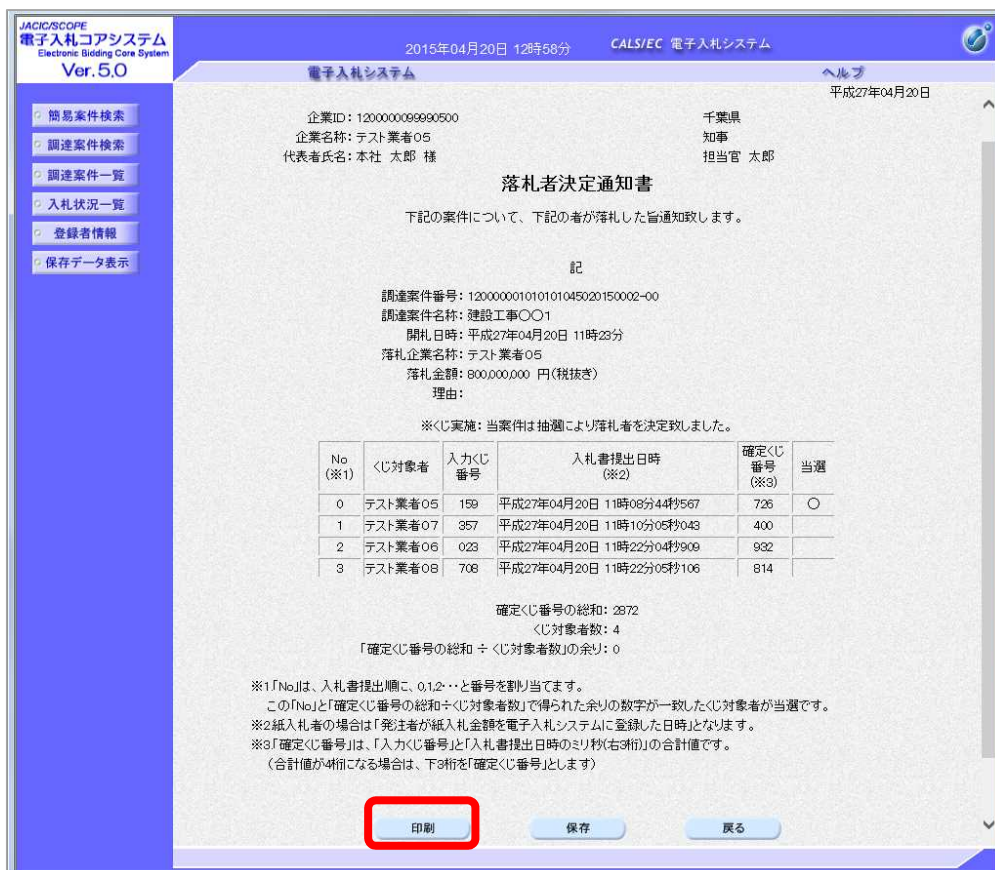 JACIC/SCOPE
電子入札コアシステム
Electronic Bidding Core System
Ver.5.0
2015年04月20日 12時58分
CALS/EC 電子入札システム
電子入札システム
ヘルプ
簡易案件検索
調達案件検索
調達案件一覧
入札状況一覧
登録者情報
保存データ表示
平成27年04月20日
企業ID：1200000099990500
千葉県
企業名称：テスト業者05
知事
代表者氏名：本社 太郎 様
担当官 太郎
落札者決定通知書
下記の案件について、下記の者が落札した旨通知致します。
記
調達案件番号：12000000101010104502015​0002-00
調達案件名称：建設工事〇〇1
開札日時：平成27年04月20日 11時23分
落札企業名称：テスト業者05
落札金額：800,000,000 円(税抜き)
理由：
※くじ実施：当案件は抽選により落札者を決定致しました。
No (※1) くじ対象者 入力くじ番号 入札書提出日時 (※2) 確定くじ番号 (※3) 当選
0 テスト業者05 159 平成27年04月20日 11時08分44秒567 726 〇
1 テスト業者07 357 平成27年04月20日 11時10分05秒043 400
2 テスト業者06 023 平成27年04月20日 11時22分04秒909 932
3 テスト業者08 708 平成27年04月20日 11時22分05秒106 814
確定くじ番号の総和：2872
くじ対象者数：4
「確定くじ番号の総和 ÷ くじ対象者数」の余り：0
※1「No」は、入札書提出順に、0,1,2・・・と番号を割り当てます。
この「No」と「確定くじ番号の総和÷くじ対象者数」で得られた余りの数字が一致したくじ対象者が当選です。
※2紙入札者の場合は「発注者が紙入札金額を電子入札システムに登録した日時」となります。
※3「確定くじ番号」は、「入力くじ番号」と「入札書提出日時のミリ秒(右3桁)」の合計値です。
（合計値が4桁になる場合は、下3桁を「確定くじ番号」とします）
印刷
保存
戻る